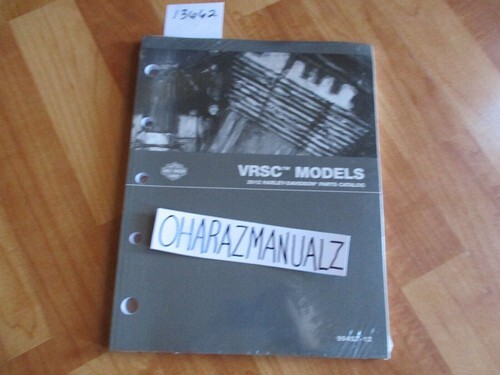 13662
VRSC™ MODELS
2012 HARLEY-DAVIDSON® PARTS CATALOG
OHARAZMANUALZ